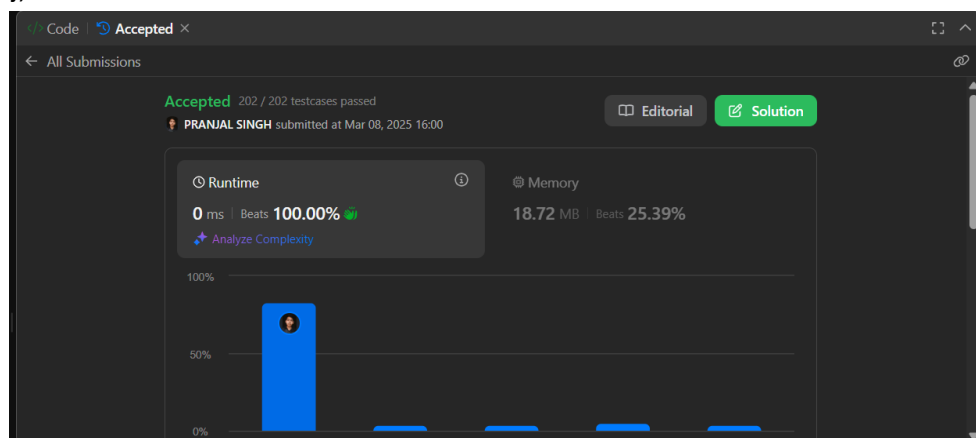 Code Accepted
All Submissions
Accepted 202 / 202 testcases passed
PRANJAL SINGH submitted at Mar 08, 2025 16:00
Editorial
Solution
Runtime
0 ms Beats 100.00%
Analyze Complexity
Memory
18.72 MB Beats 25.39%
100%
50%
0%